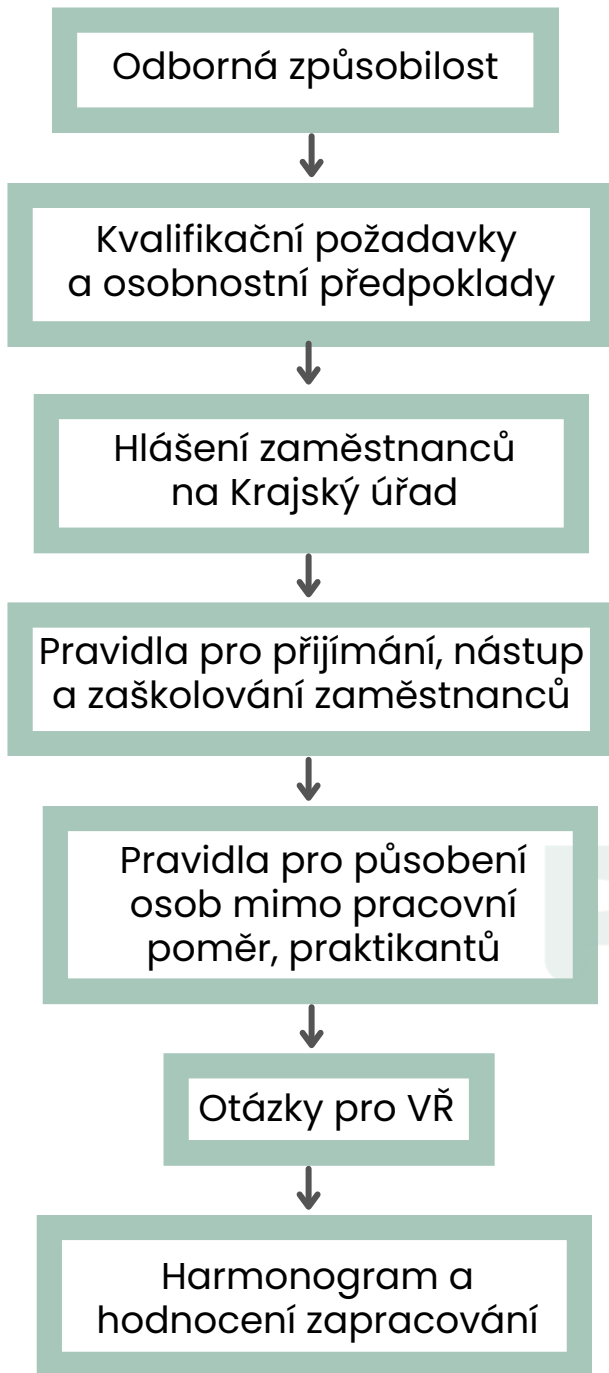 Odborná způsobilost
Kvalifikační požadavky
a osobnostní předpoklady
Hlášení zaměstnanců
na Krajský úřad
Pravidla pro přijímání, nástup
a zaškolování zaměstnanců
Pravidla pro působení
osob mimo pracovní
poměr, praktikantů
Otázky pro VŘ
Harmonogram a
hodnocení zapracování